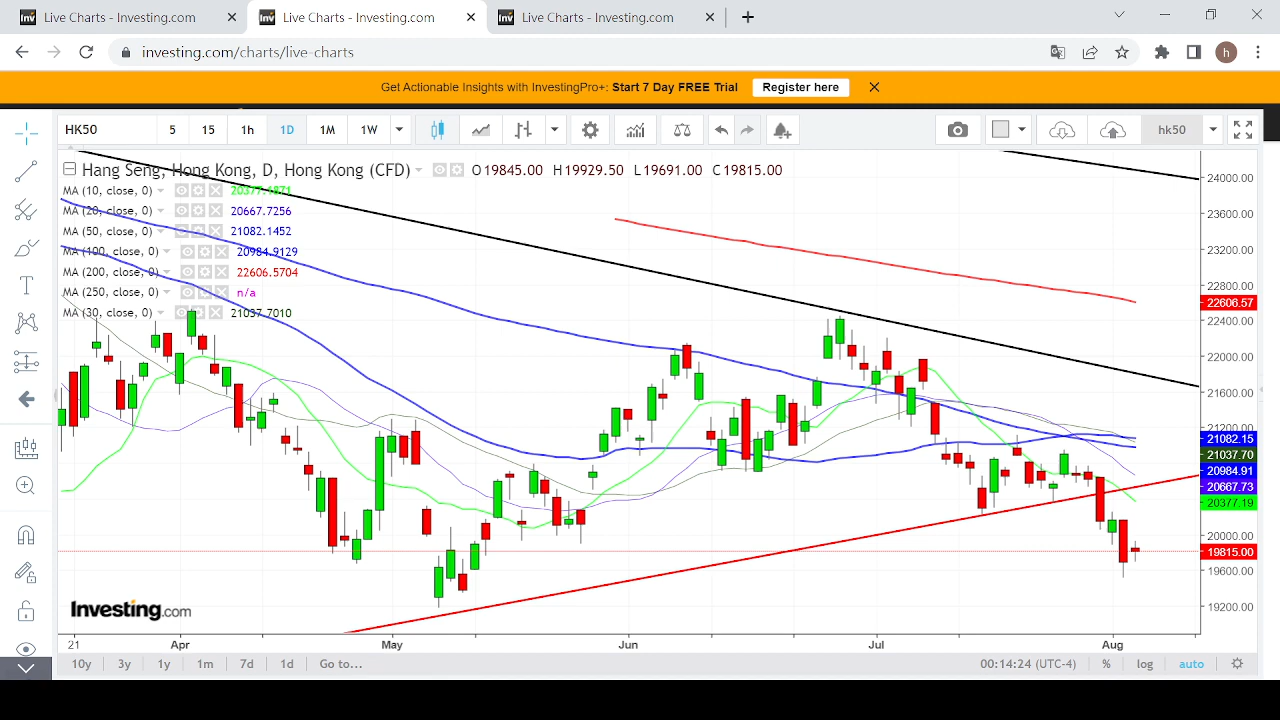 Live Charts - Investing.com
Live Charts - Investing.com
Live Charts - Investing.com
investing.com/charts/live-charts
h
Get Actionable Insights with InvestingPro+: Start 7 Day FREE Trial
Register here
HK50 5 15 1h 1D 1M 1W hk50
Hang Seng, Hong Kong, D, Hong Kong (CFD) O19845.00 H19929.50 L19691.00 C19815.00
MA (10, close, 0) 20377.1871
MA (20, close, 0) 20667.7256
MA (50, close, 0) 21082.1452
MA (100, close, 0) 20984.9129
MA (200, close, 0) 22606.5704
MA (250, close, 0) n/a
MA (30, close, 0) 21037.7010
24000.00
23600.00
23200.00
22800.00
22606.57
22400.00
22000.00
21600.00
21200.00
21082.15
21037.70
20984.91
20667.73
20377.19
20000.00
19815.00
19600.00
19200.00
Investing.com
21 Apr May Jun Jul Aug
10y 3y 1y 1m 7d 1d Go to... 00:14:24 (UTC-4) % log auto